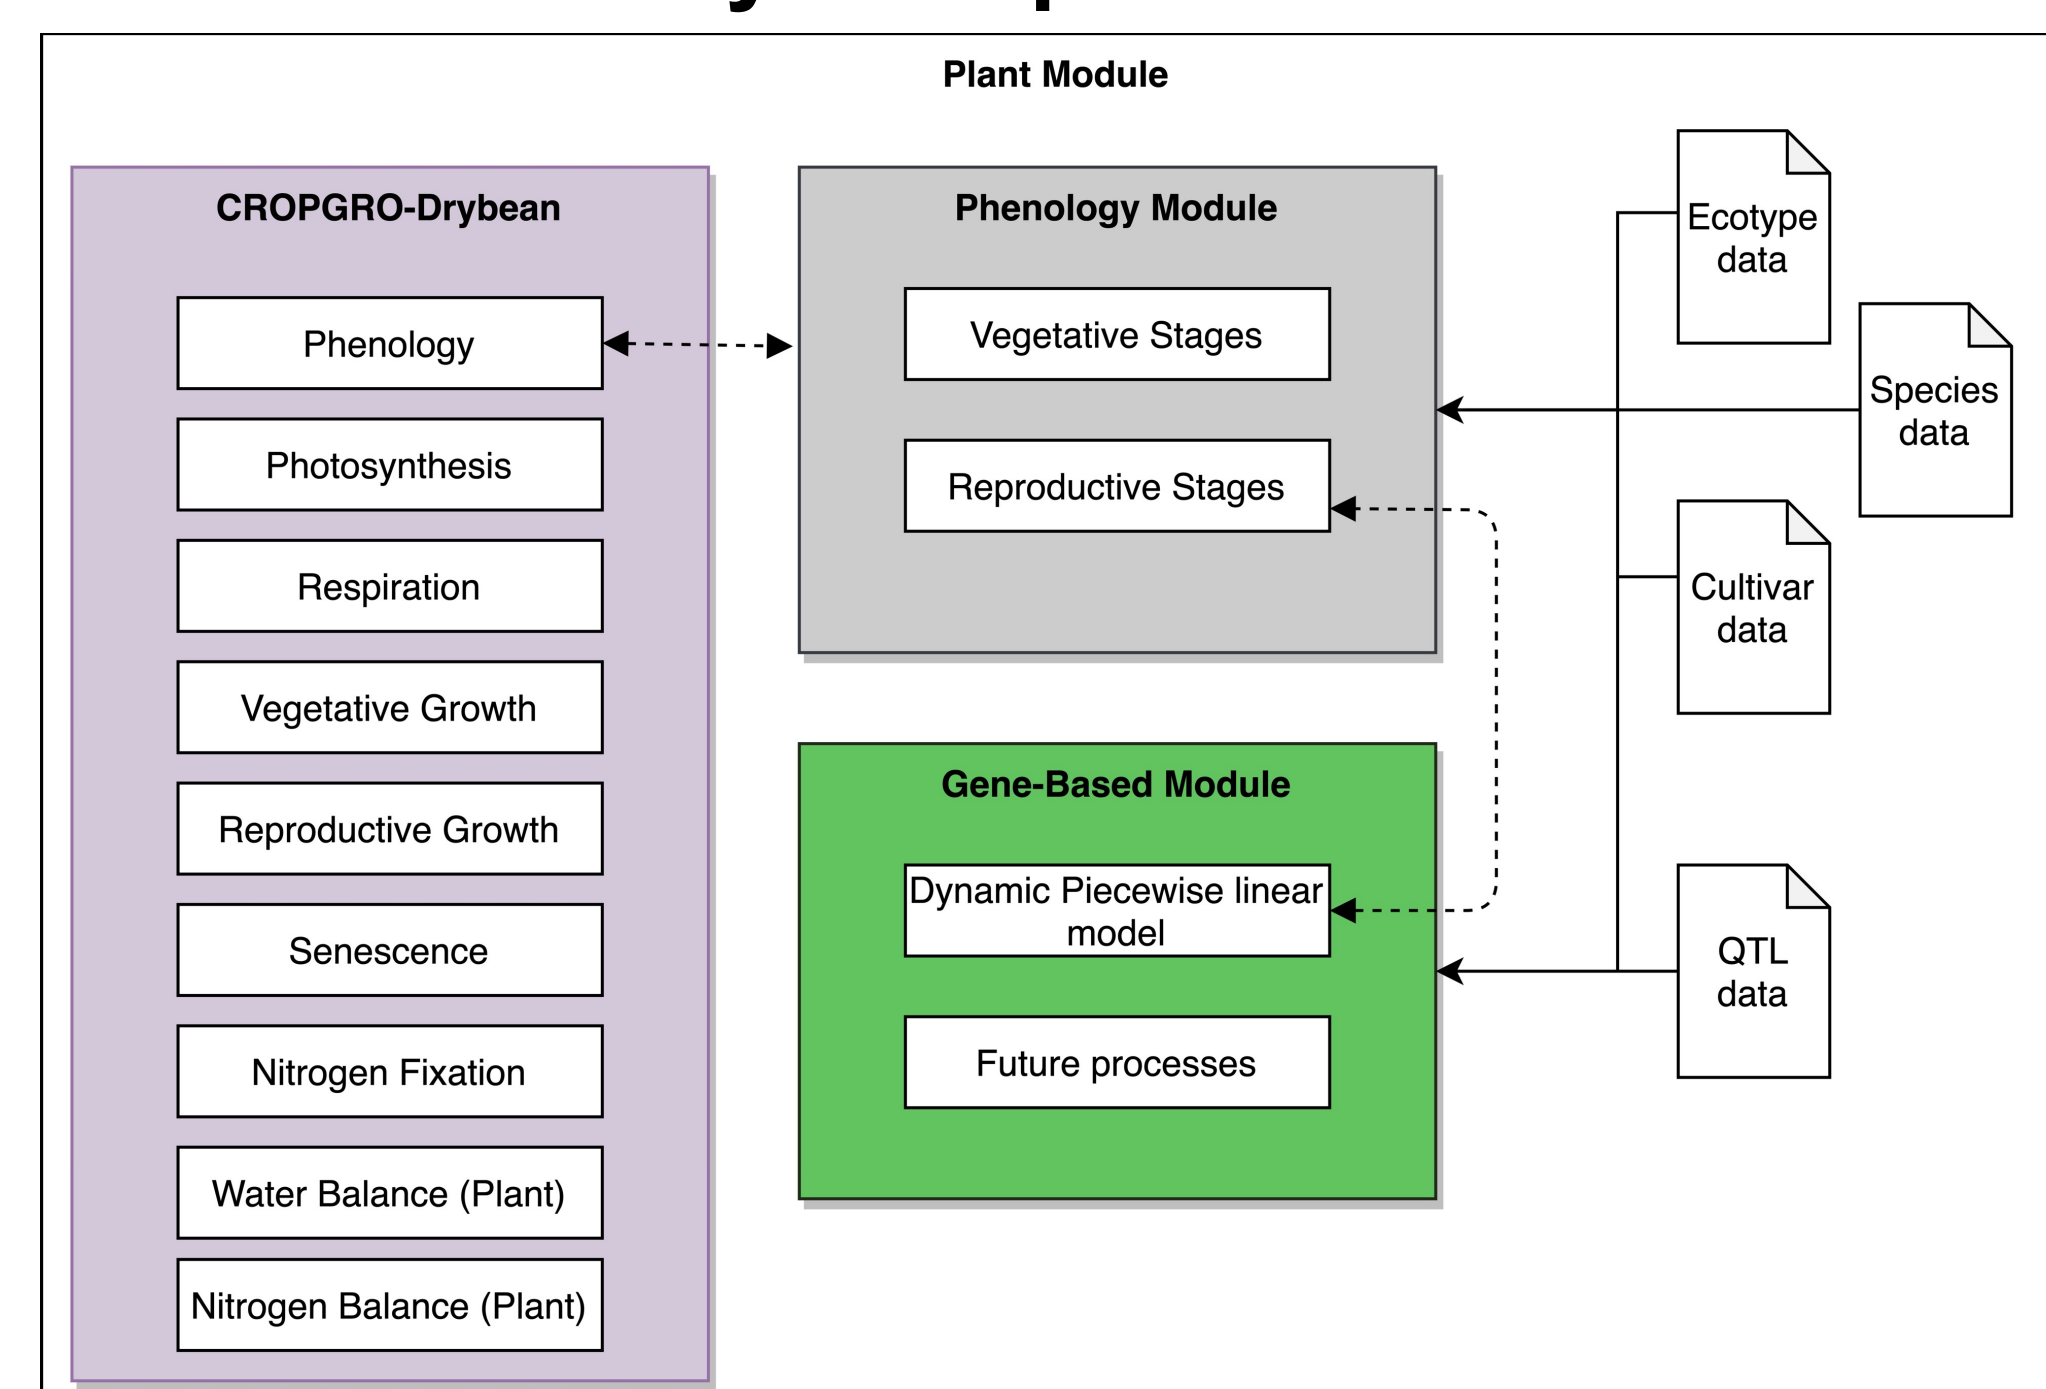 Plant Module
CROPGRO-Drybean
Phenology
Photosynthesis
Respiration
Vegetative Growth
Reproductive Growth
Senescence
Nitrogen Fixation
Water Balance (Plant)
Nitrogen Balance (Plant)
Phenology Module
Vegetative Stages
Reproductive Stages
Gene-Based Module
Dynamic Piecewise linear
model
Future processes
Ecotype
data
Species
data
Cultivar
data
QTL
data